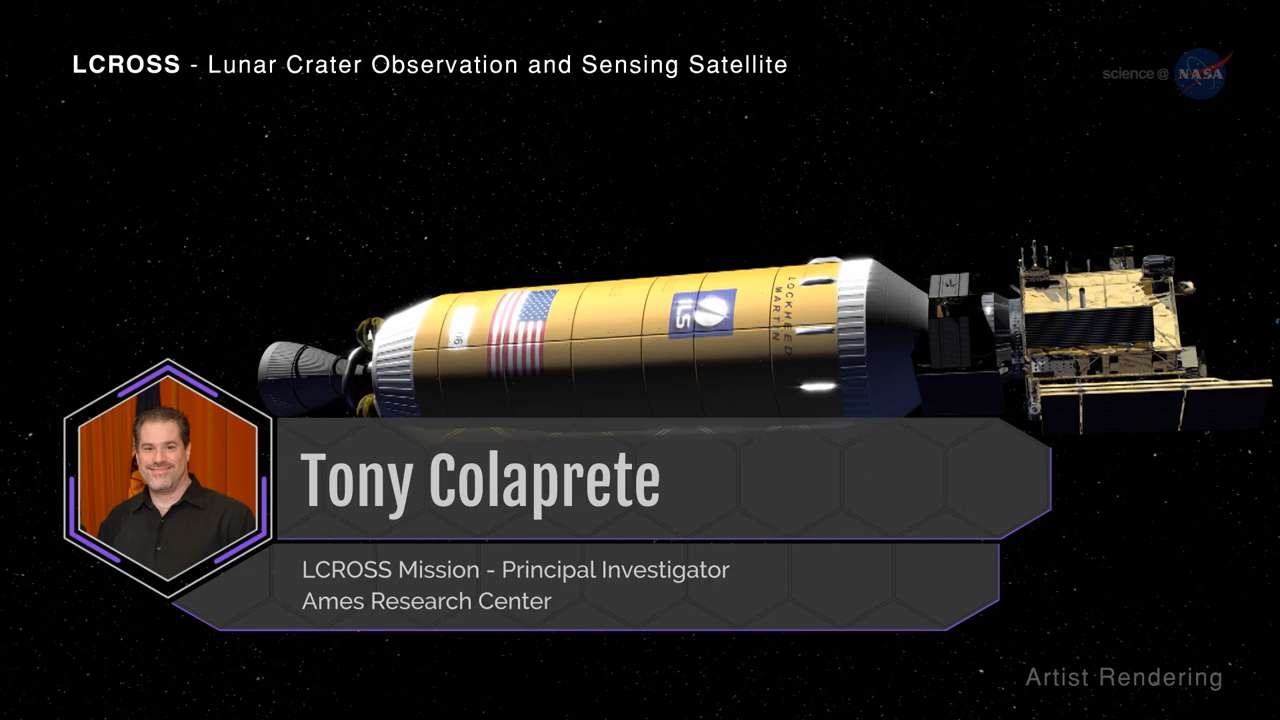 LCROSS - Lunar Crater Observation and Sensing Satellite
science @ NASA
LOCKHEED
MARTIN
ILS
Tony Colaprete
LCROSS Mission - Principal Investigator
Ames Research Center
Artist Rendering